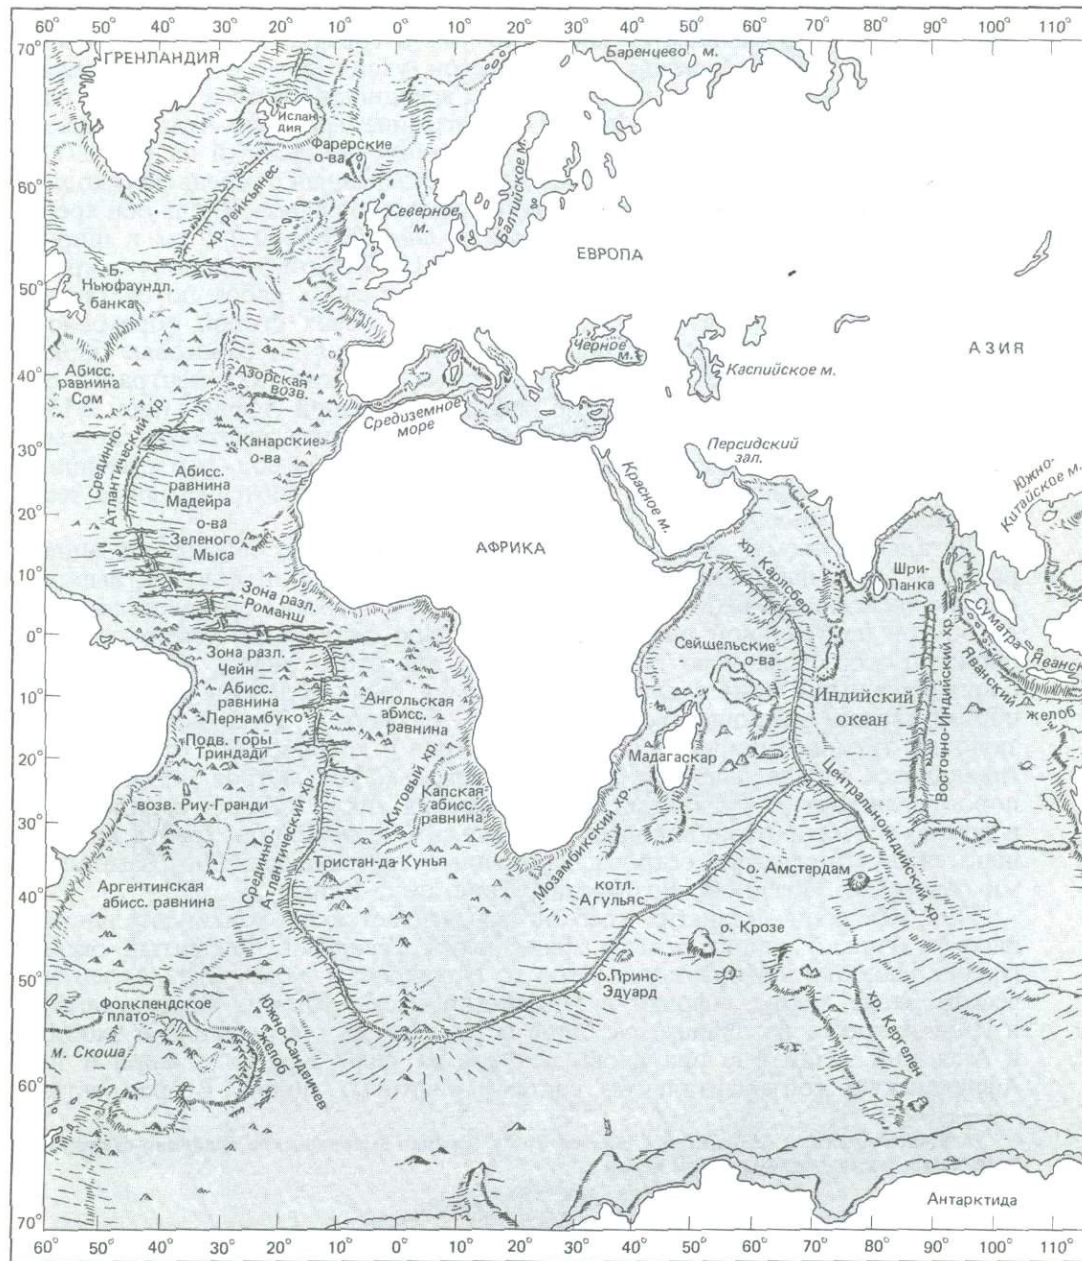 60° 50° 40° 30° 20° 10° 0° 10° 20° 30° 40° 50° 60° 70° 80° 90° 100° 110°
70°
ГРЕНЛАНДИЯ
Баренцево м.
Ислан-
дия
Фарерские
о-ва
60°
хр. Рейкьянес
Северное
м.
Балтийское м.
ЕВРОПА
Б.
Ньюфаундл.
банка
50°
АЗИЯ
Черное
м.
Каспийское м.
Абисс.
равнина
Сом
40°
Азорская
возв.
Средиземное
море
Срединно-
Атлантический хр.
30°
Канарские
о-ва
Персидский
зал.
Южно-
Китайское м.
Абисс.
равнина
Мадейра
Красное м.
20°
о-ва
Зеленого
Мыса
АФРИКА
хр. Карлсберг
Шри-
Ланка
10°
Зона разл.
Романш
Суматра
Яванск
0°
Зона разл.
Чейн
Сейшельские
о-ва
Яванский
желоб
Абисс.
равнина
Пернамбуко
10°
Ангольская
абисс.
равнина
Индийский
океан
Восточно-Индийский хр.
Подв. горы
Триндади
20°
Мадагаскар
Китовый хр.
Капская
абисс.
равнина
возв. Риу-Гранди
Центральноиндийский хр.
30°
Мозамбикский хр.
Срединно-
Атлантический хр.
Тристан-да-Кунья
о. Амстердам
Аргентинская
абисс. равнина
котл.
Агульяс
40°
о. Крозе
50°
о.Принс-
Эдуард
Фолклендское
плато
Южно-Сандвичев
желоб
хр. Кергелен
м. Скоша
60°
Антарктида
70°
60° 50° 40° 30° 20° 10° 0° 10° 20° 30° 40° 50° 60° 70° 80° 90° 100° 110°